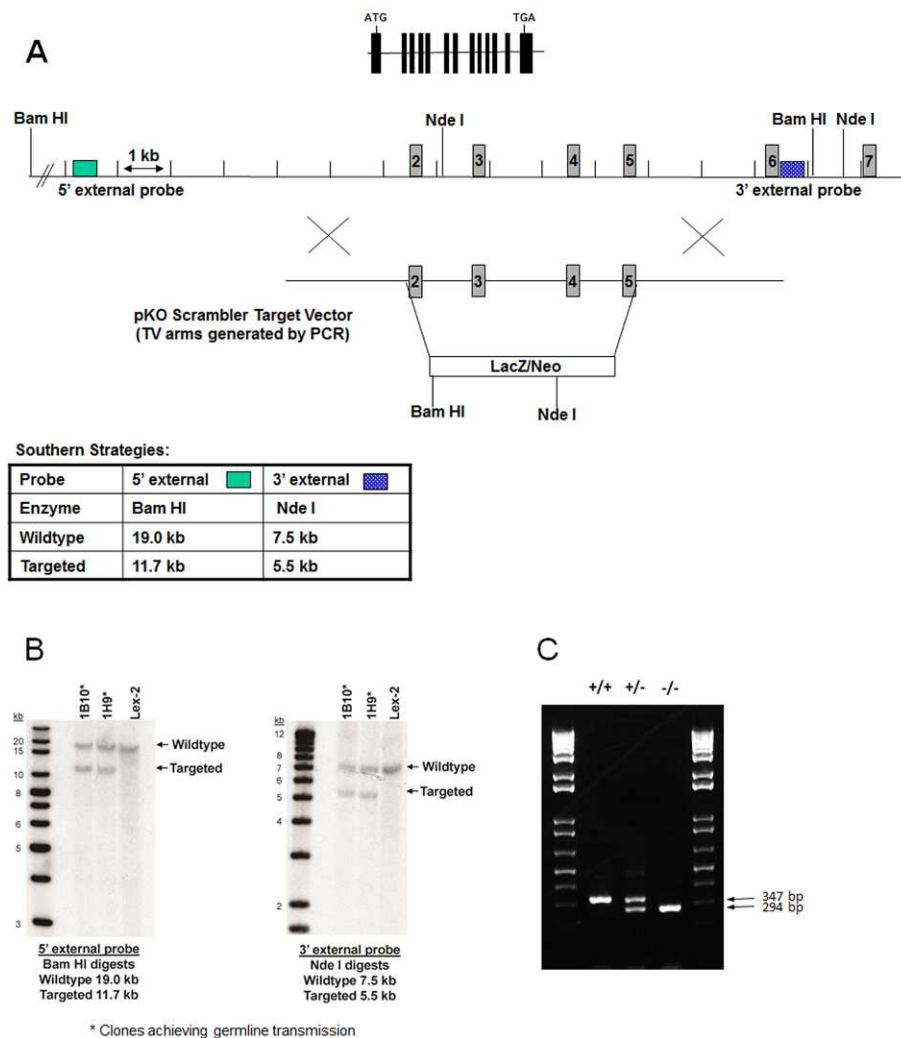 A
ATG TGA
Bam HI Nde I Bam HI Nde I
1 kb
2 3 4 5 6 7
5' external probe 3' external probe
2 3 4 5
pKO Scrambler Target Vector
(TV arms generated by PCR)
LacZ/Neo
Bam HI Nde I
Southern Strategies:
Probe 5' external 3' external
Enzyme Bam HI Nde I
Wildtype 19.0 kb 7.5 kb
Targeted 11.7 kb 5.5 kb
B
1B10* 1H9* Lex-2
kb
20
15
10
8
6
5
3
Wildtype
Targeted
5' external probe
Bam HI digests
Wildtype 19.0 kb
Targeted 11.7 kb
1B10* 1H9* Lex-2
kb
12
9
8
7
6
5
4
2
Wildtype
Targeted
3' external probe
Nde I digests
Wildtype 7.5 kb
Targeted 5.5 kb
* Clones achieving germline transmission
C
+/+ +/- -/-
347 bp
294 bp